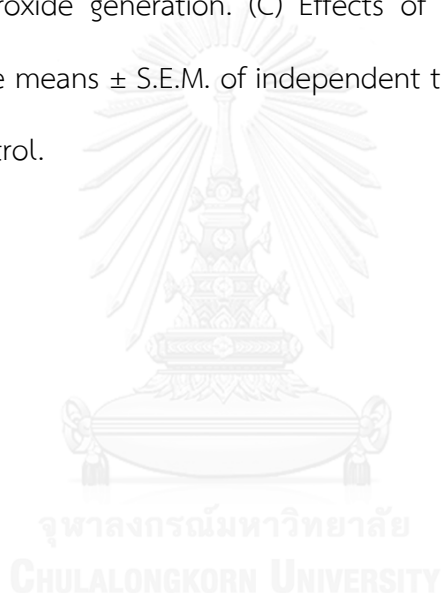 roxide generation. (C) Effects of
e means ± S.E.M. of independent t
trol.
จุฬาลงกรณ์มหาวิทยาลัย
CHULALONGKORN UNIVERSITY